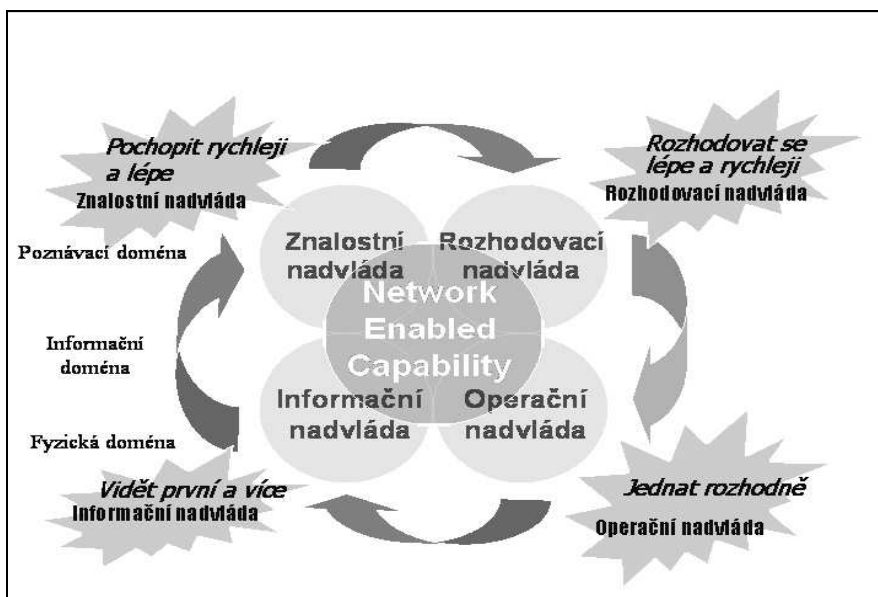 Pochopit rychleji
a lépe
Znalostní nadvláda
Rozhodovat se
lépe a rychleji
Rozhodovací nadvláda
Poznávací doména
Informační
doména
Fyzická doména
Znalostní
nadvláda
Rozhodovací
nadvláda
Network
Enabled
Capability
Informační
nadvláda
Operační
nadvláda
Vidět první a více
Informační nadvláda
Jednat rozhodně
Operační nadvláda